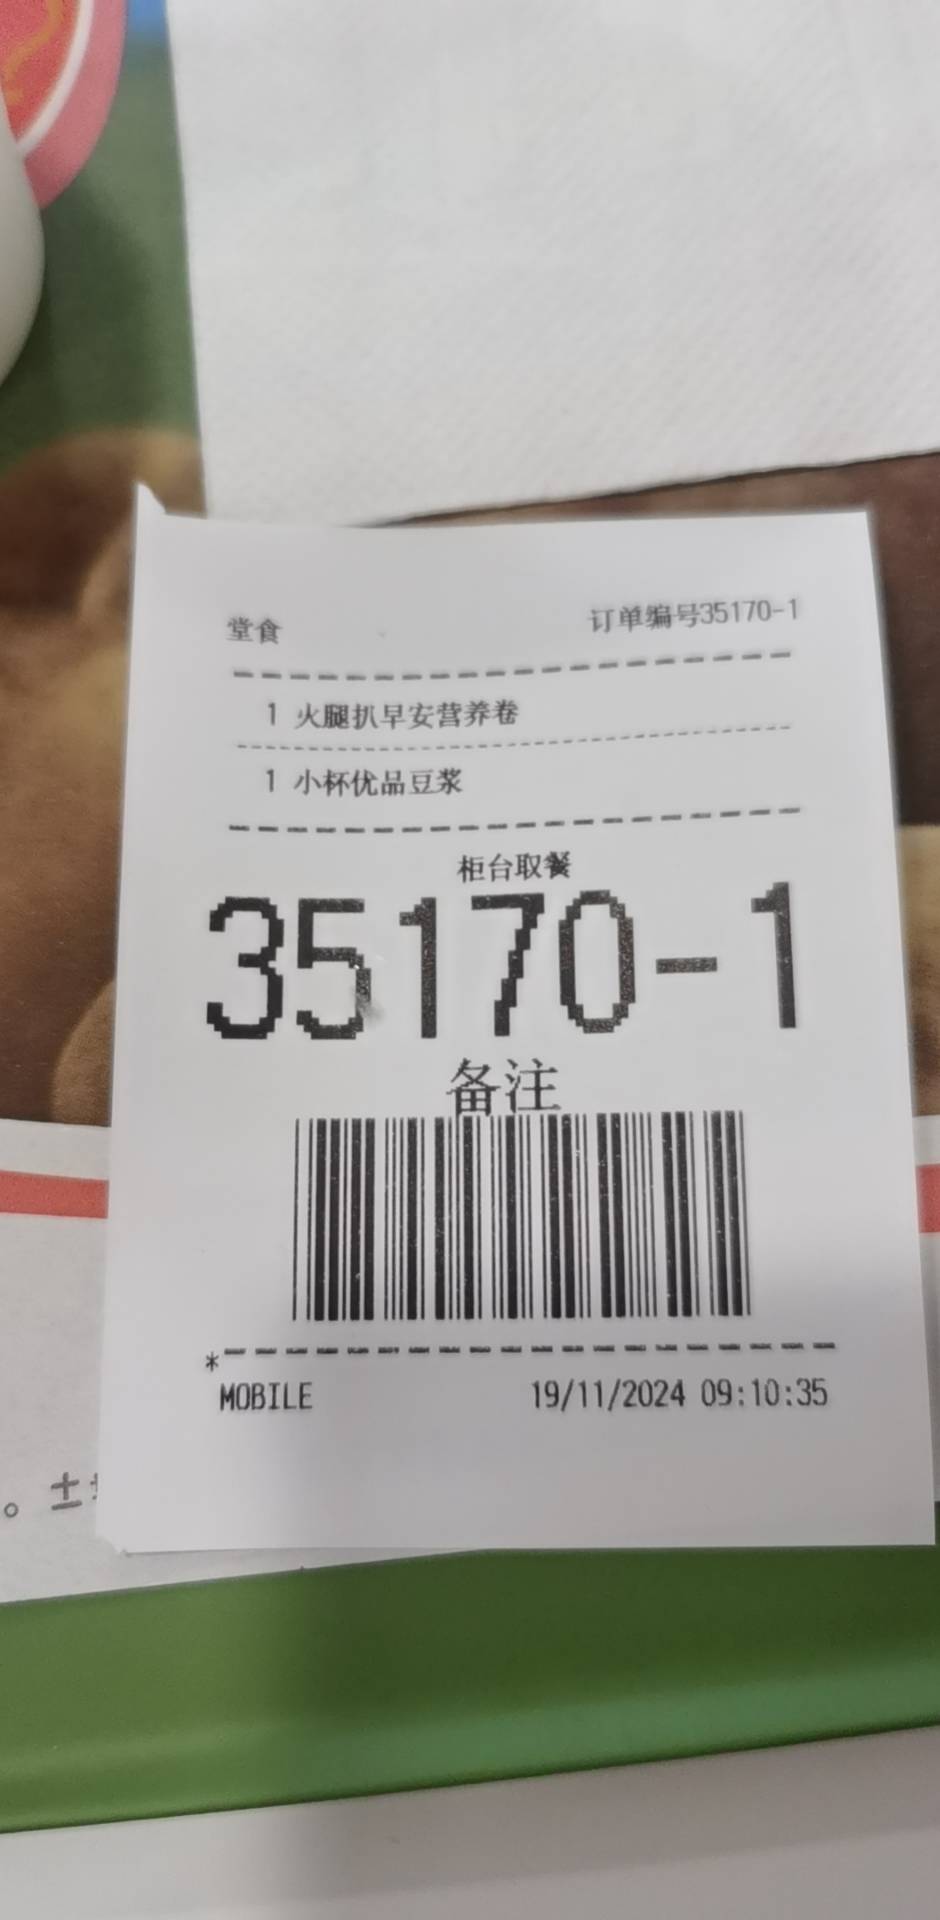 堂食 订单编号35170-1
1 火腿扒早安营养卷
1 小杯优品豆浆
柜台取餐
35170-1
备注
*
MOBILE 19/11/2024 09:10:35
。土